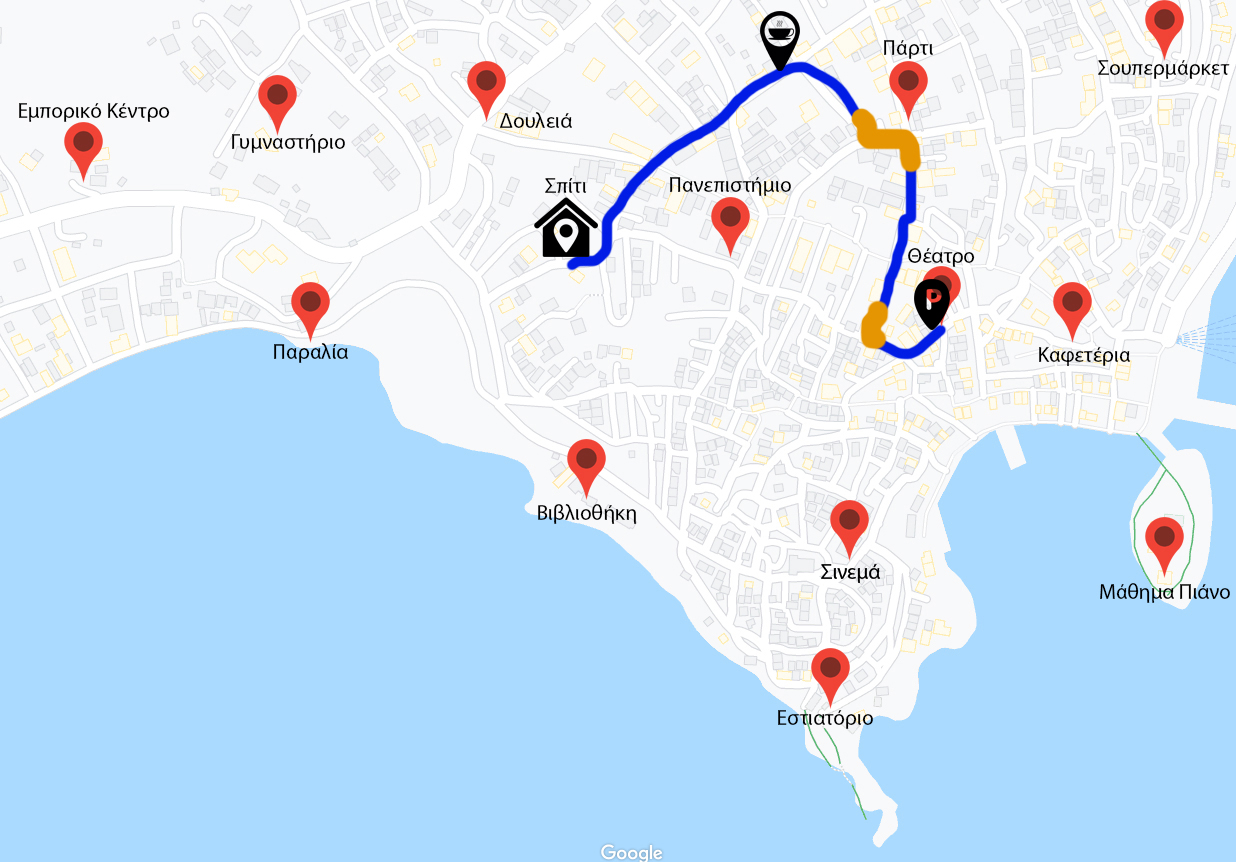 Πάρτι
Σουπερμάρκετ
Εμπορικό Κέντρο
Δουλειά
Γυμναστήριο
Σπίτι
Πανεπιστήμιο
Θέατρο
P
Παραλία
Καφετέρια
Βιβλιοθήκη
Σινεμά
Μάθημα Πιάνο
Εστιατόριο
Google